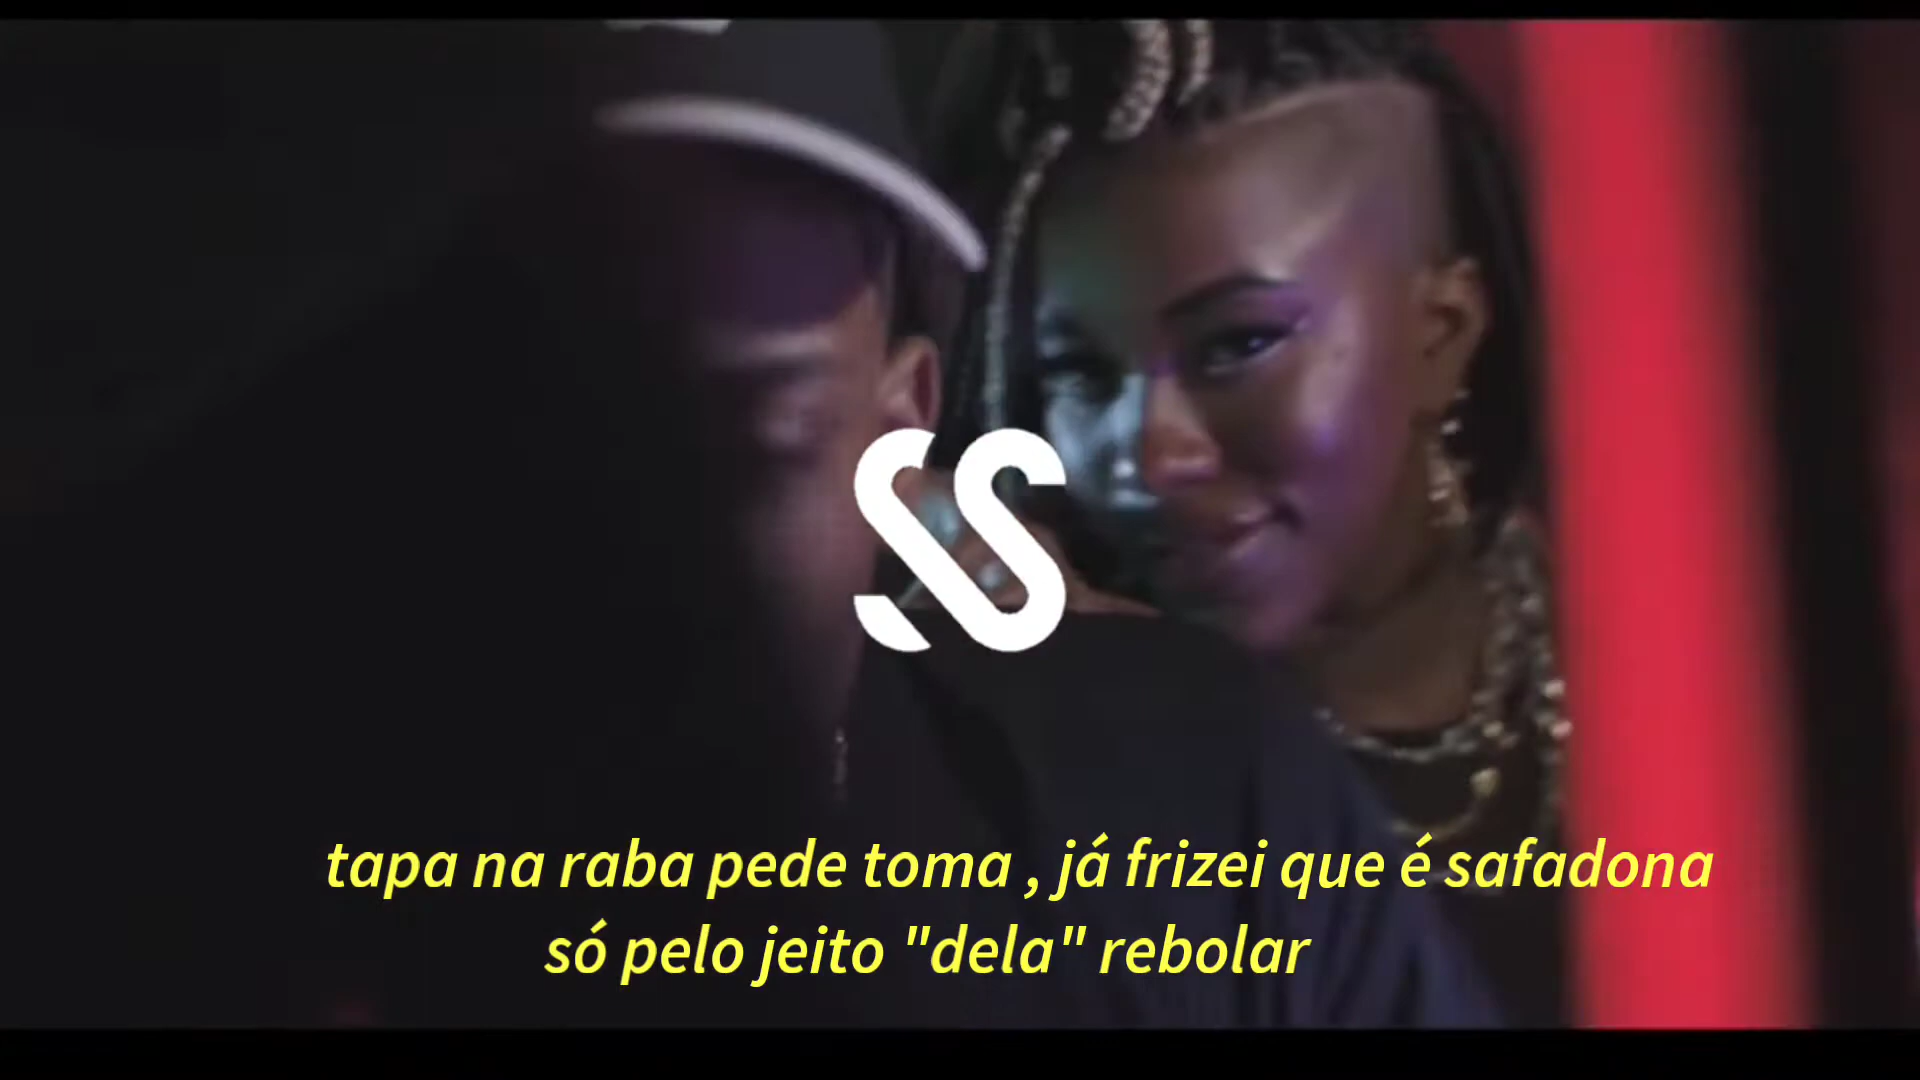 tapa na raba pede toma , já frizei que é safadona
só pelo jeito "dela" rebolar